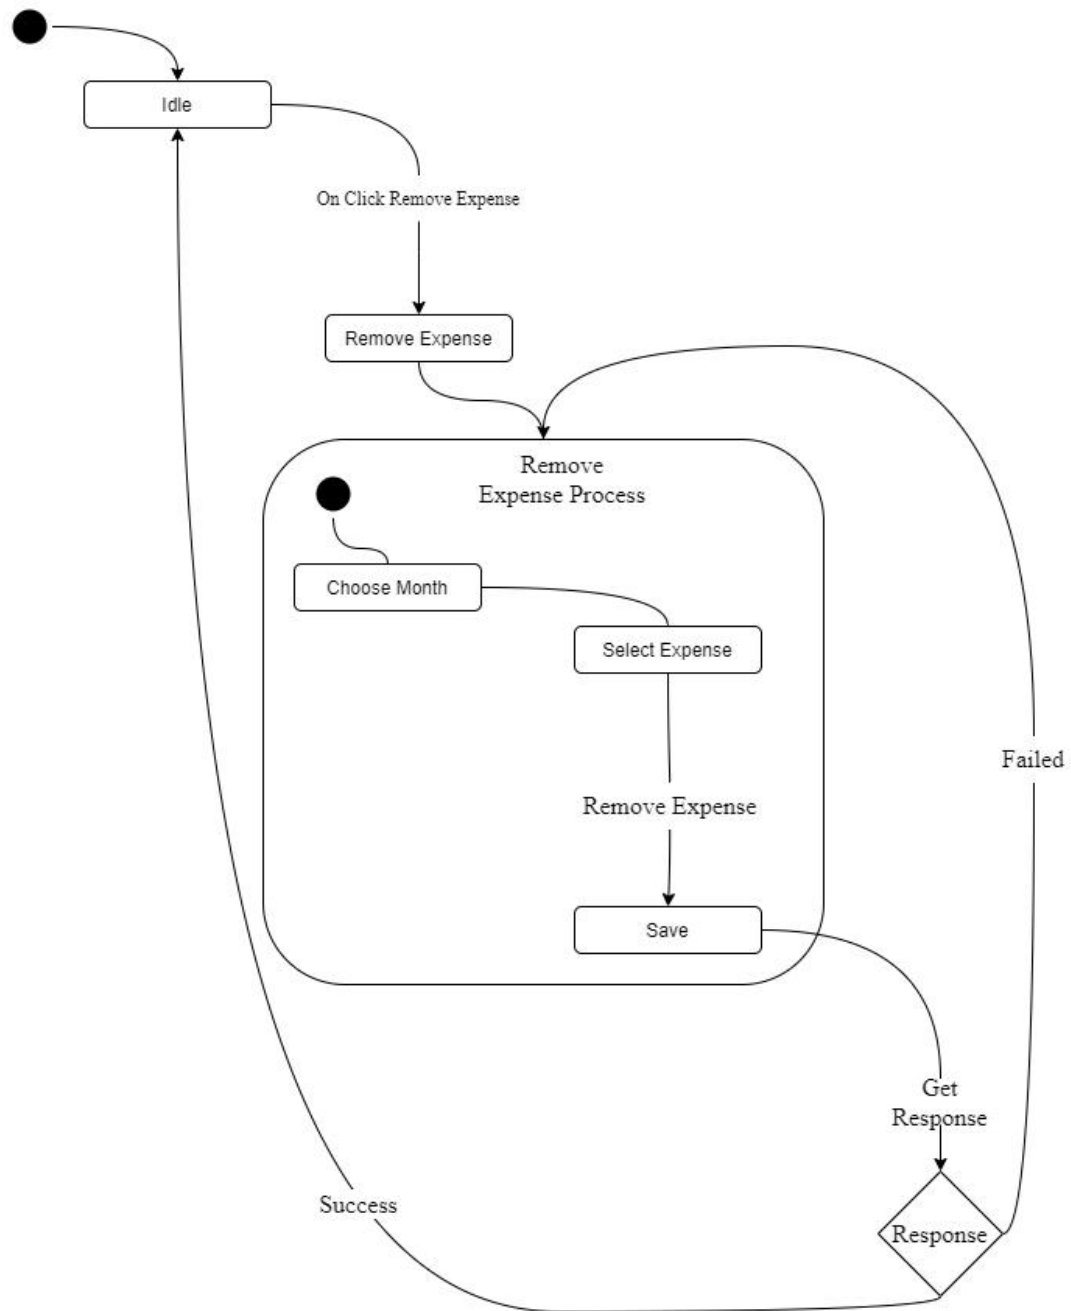 Idle
On Click Remove Expense
Remove Expense
Remove
Expense Process
Choose Month
Select Expense
Failed
Remove Expense
Save
Get
Response
Success
Response